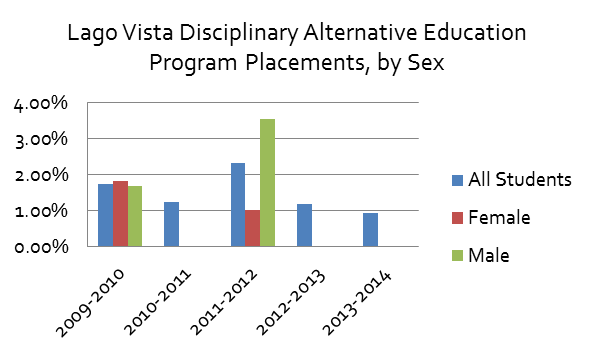 Lago Vista Disciplinary Alternative Education
Program Placements, by Sex
4.00%
3.00%
2.00%
1.00%
0.00%
2009-2010
2010-2011
2011-2012
2012-2013
2013-2014
All Students
Female
Male